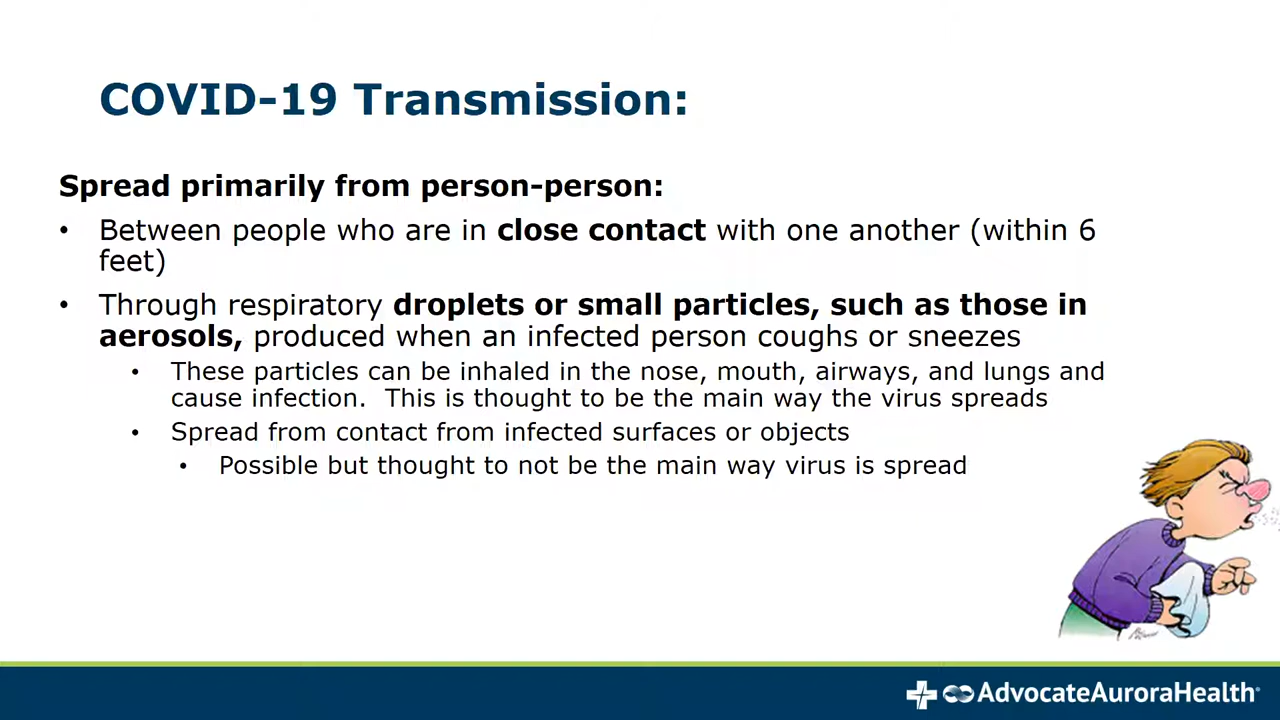 COVID-19 Transmission:
Spread primarily from person-person:
• Between people who are in close contact with one another (within 6
feet)
• Through respiratory droplets or small particles, such as those in
aerosols, produced when an infected person coughs or sneezes
• These particles can be inhaled in the nose, mouth, airways, and lungs and
cause infection.  This is thought to be the main way the virus spreads
• Spread from contact from infected surfaces or objects
• Possible but thought to not be the main way virus is spread
AdvocateAuroraHealth